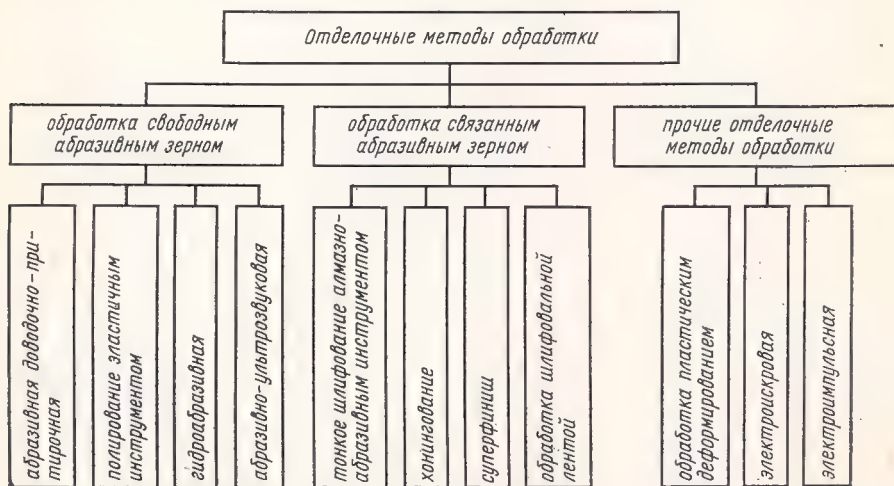 Отделочные методы обработки
обработка свободным
абразивным зерном
обработка связанным
абразивным зерном
прочие отделочные
методы обработки
абразивная доводочно-при-
тирочная
полирование эластичным
инструментом
гидроабразивная
абразивно-ультрозвуковая
тонкое шлифование алмазно-
абразивным инструментом
хонингование
суперфиниш
обработка шлифовальной
лентой
обработка пластическим
деформированием
электроискровая
электроимпульсная